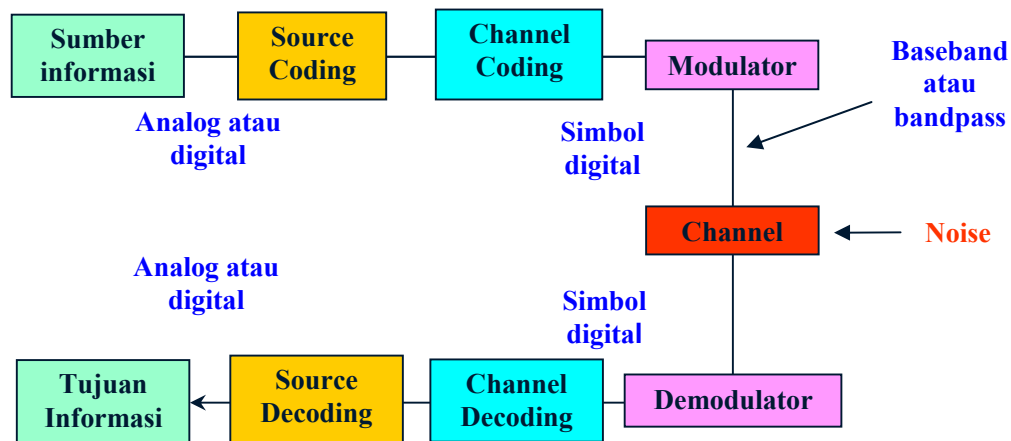 Sumber
informasi
Source
Coding
Channel
Coding
Modulator
Baseband
atau
bandpass
Analog atau
digital
Simbol
digital
Channel
Noise
Analog atau
digital
Simbol
digital
Tujuan
Informasi
Source
Decoding
Channel
Decoding
Demodulator